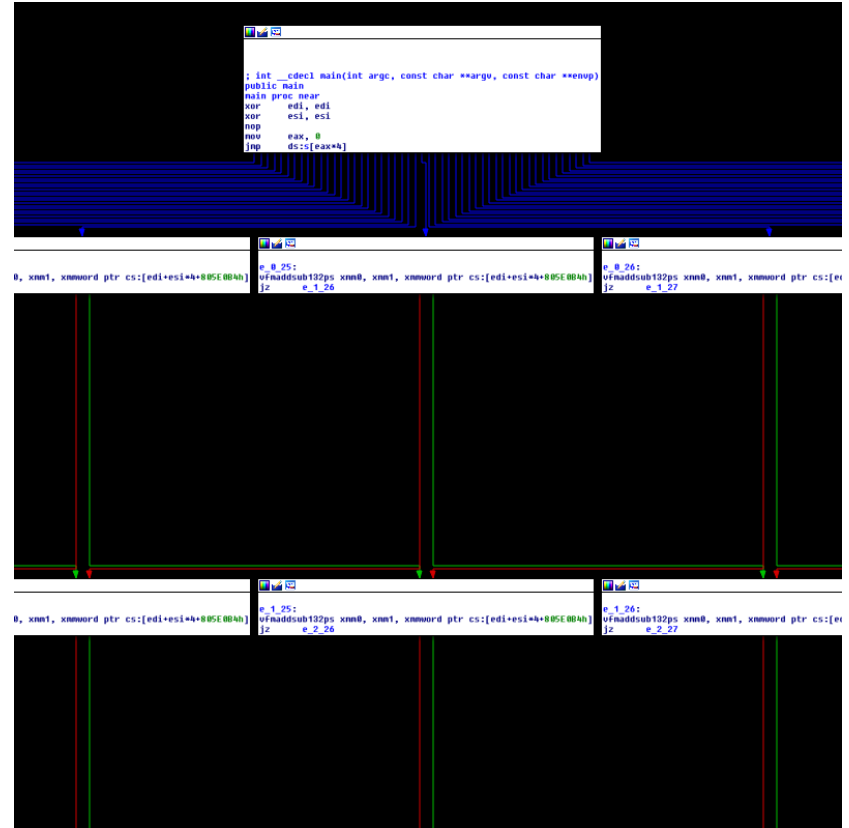 ; int __cdecl main(int argc, const char **argv, const char **envp)
public main
main proc near
xor edi, edi
xor esi, esi
nop
mov eax, 0
jmp ds:s[eax*4]
0, xmm1, xmmword ptr cs:[edi+esi*4+805E0B4h]
e_0_25:
vfmaddsub132ps xmm0, xmm1, xmmword ptr cs:[edi+esi*4+805E0B4h]
jz e_1_26
e_0_26:
vfmaddsub132ps xmm0, xmm1, xmmword ptr cs:[e
jz e_1_27
0, xmm1, xmmword ptr cs:[edi+esi*4+805E0B4h]
e_1_25:
vfmaddsub132ps xmm0, xmm1, xmmword ptr cs:[edi+esi*4+805E0B4h]
jz e_2_26
e_1_26:
vfmaddsub132ps xmm0, xmm1, xmmword ptr cs:[e
jz e_2_27